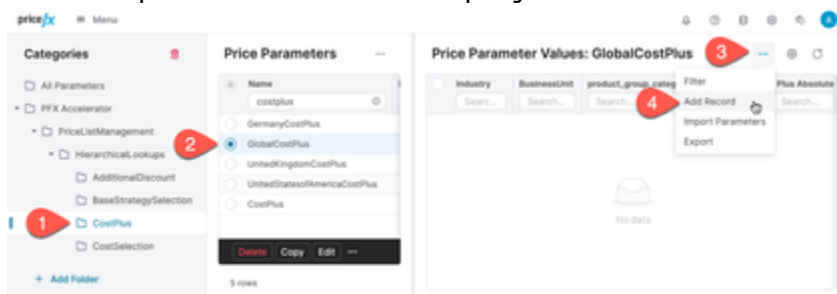 pricefx Menu
Categories
All Parameters
PFX Accelerator
PriceListManagement
HierarchicalLookups
AdditionalDiscount
BaseStrategySelection
1 CostPlus
CostSelection
+ Add Folder
Price Parameters ...
Name
costplus
GermanyCostPlus
2 GlobalCostPlus
UnitedKingdomCostPlus
UnitedStatesofAmericaCostPlus
CostPlus
Delete Copy Edit ...
5 rows
Price Parameter Values: GlobalCostPlus 3 ...
Industry BusinessUnit product_group_categ Plus Absolute
Searc... Search... Search... Search...
Filter
4 Add Record
Import Parameters
Export
No data